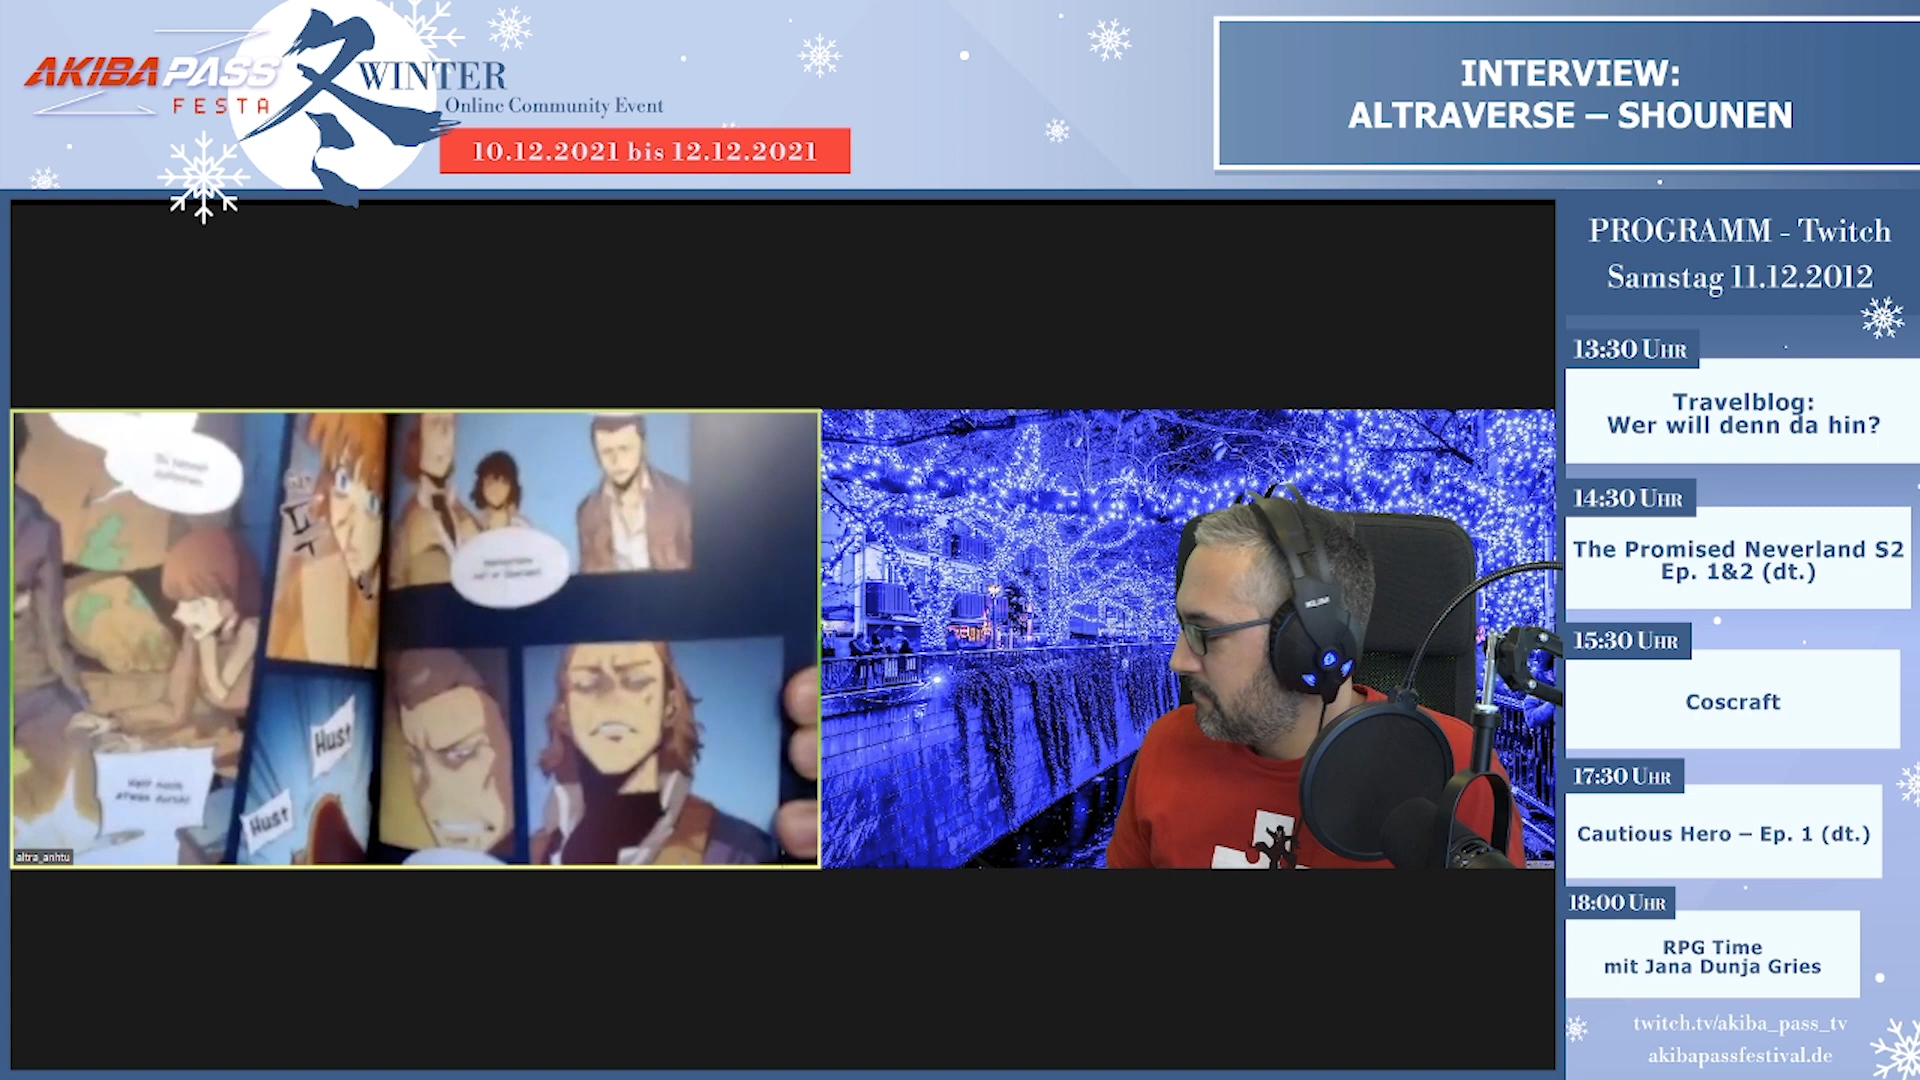 AKIBA PASS
FESTA
冬
WINTER
Online Community Event
10.12.2021 bis 12.12.2021
INTERVIEW:
ALTRAVERSE – SHOUNEN
PROGRAMM - Twitch
Samstag 11.12.2012
13:30 UHR
Travelblog:
Wer will denn da hin?
14:30 UHR
The Promised Neverland S2
Ep. 1&2 (dt.)
15:30 UHR
Coscraft
17:30 UHR
Cautious Hero – Ep. 1 (dt.)
18:00 UHR
RPG Time
mit Jana Dunja Gries
twitch.tv/akiba_pass_tv
akibapassfestival.de
Hust
Hust
altra_anhtu